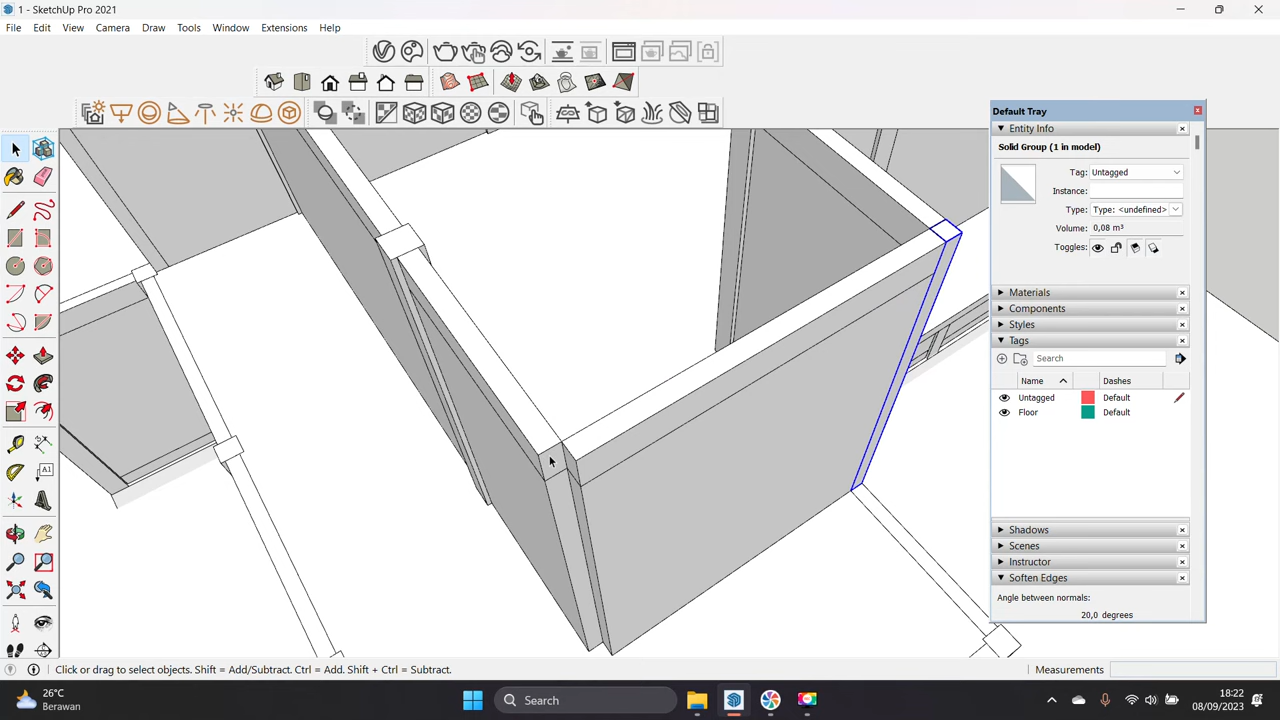 1 - SketchUp Pro 2021
File Edit View Camera Draw Tools Window Extensions Help
Default Tray
Entity Info
Solid Group (1 in model)
Tag: Untagged
Instance:
Type: Type: <undefined>
Volume: 0,08 m³
Toggles:
Materials
Components
Styles
Tags
Search
Name Dashes
Untagged Default
Floor Default
Shadows
Scenes
Instructor
Soften Edges
Angle between normals:
20,0 degrees
A1
Click or drag to select objects. Shift = Add/Subtract. Ctrl = Add. Shift + Ctrl = Subtract.
Measurements
26°C
Berawan
Search
18:22
08/09/2023